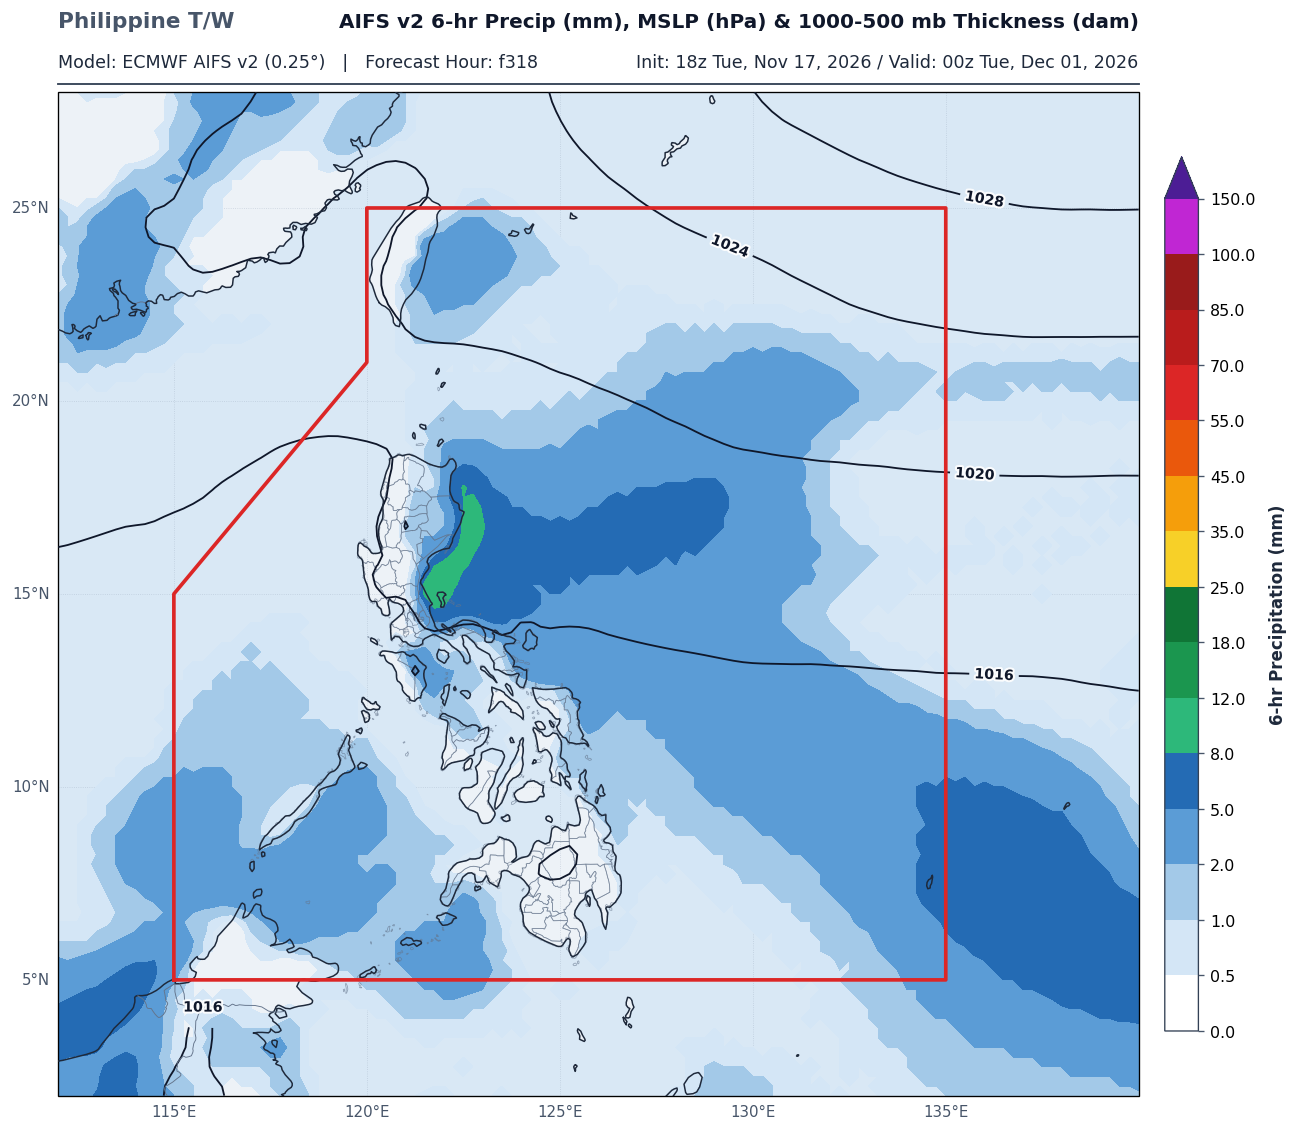 Philippine T/W
AIFS v2 6-hr Precip (mm), MSLP (hPa) & 1000-500 mb Thickness (dam)
Model: ECMWF AIFS v2 (0.25°) | Forecast Hour: f318
Init: 18z Tue, Nov 17, 2026 / Valid: 00z Tue, Dec 01, 2026
1028
1024
1020
1016
1016
25°N
20°N
15°N
10°N
5°N
115°E
120°E
125°E
130°E
135°E
150.0
100.0
85.0
70.0
55.0
45.0
35.0
25.0
18.0
12.0
8.0
5.0
2.0
1.0
0.5
0.0
6-hr Precipitation (mm)